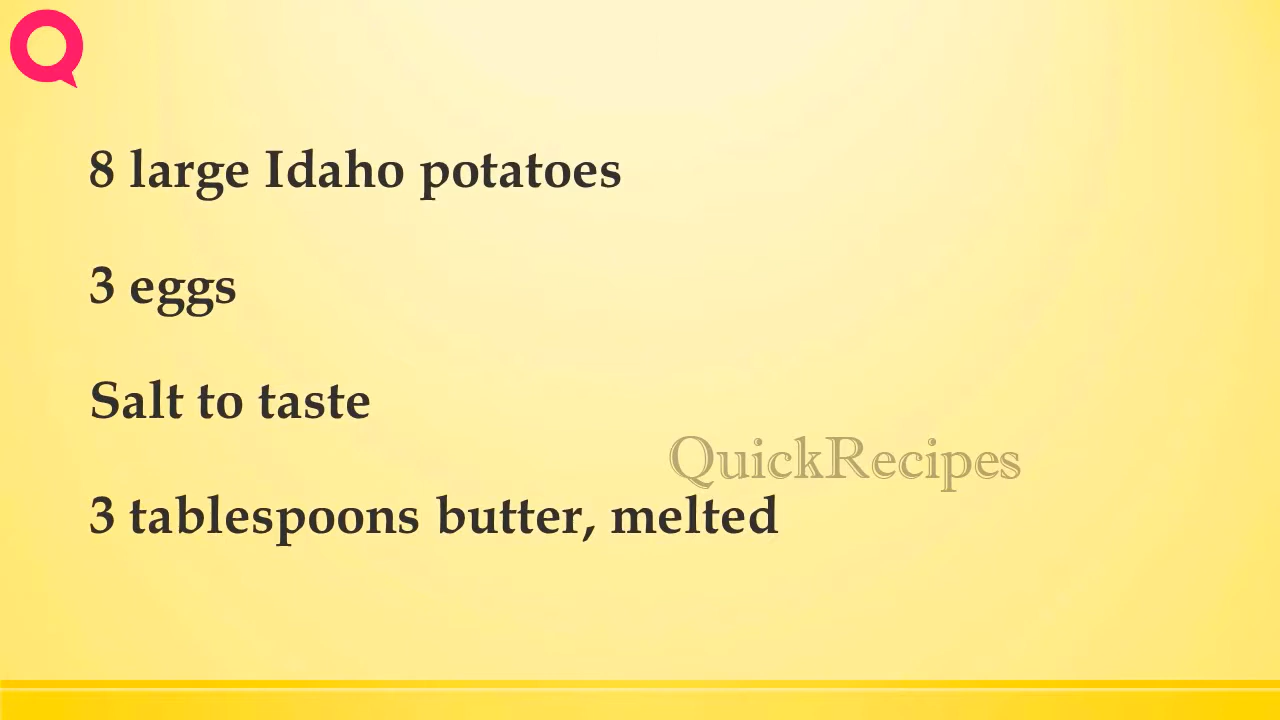 8 large Idaho potatoes
3 eggs
Salt to taste
QuickRecipes
3 tablespoons butter, melted